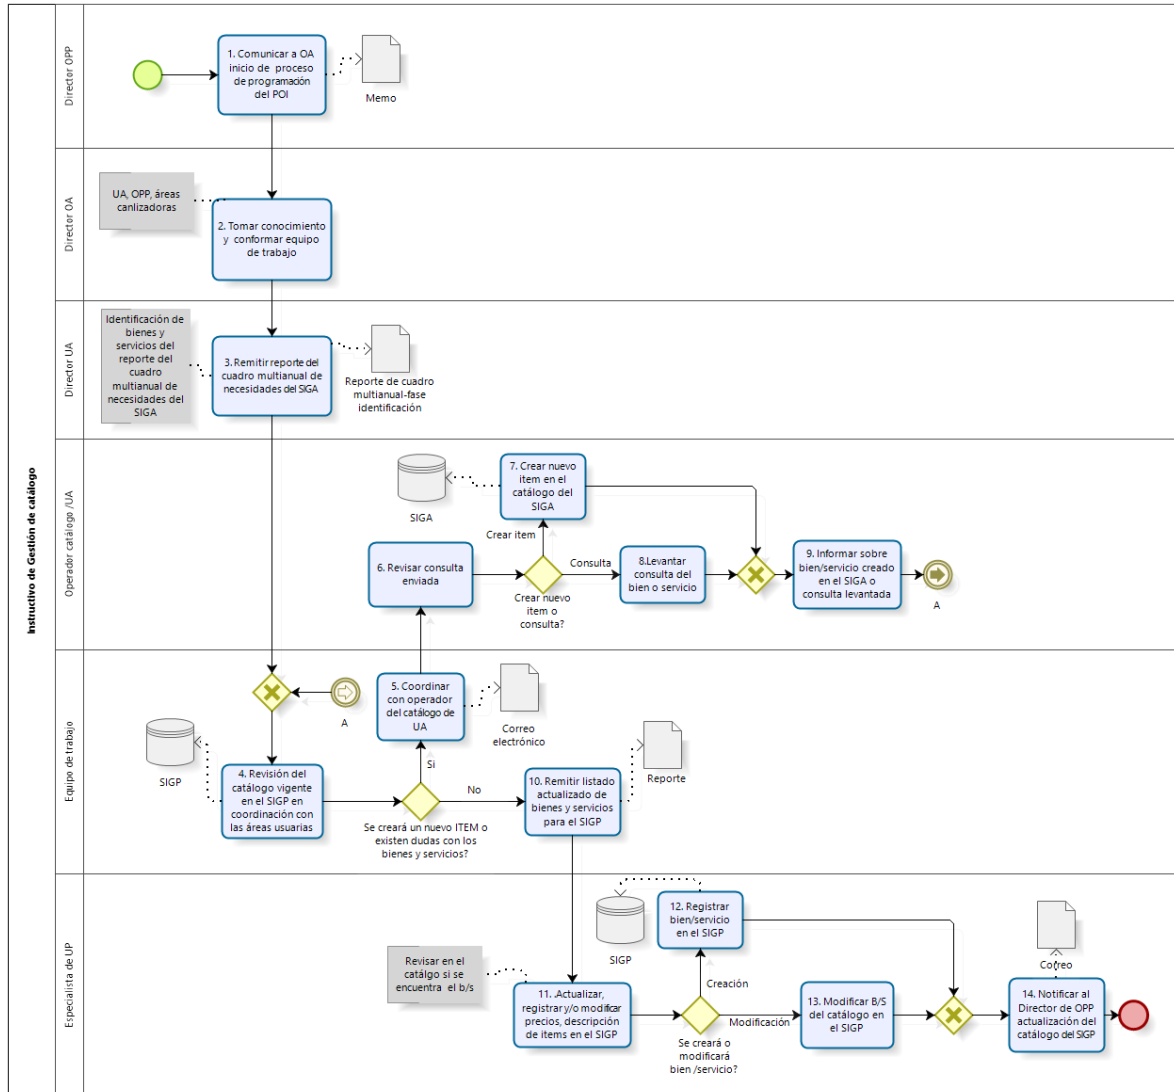 Instructivo de Gestión de catálogo
Director OPP
1. Comunicar a OA
inicio de proceso
de programación
del POI
Memo
Director OA
UA, OPP, áreas
canlizadoras
2. Tomar conocimiento
y conformar equipo
de trabajo
Director UA
Identificación de
bienes y
servicios del
reporte del
cuadro
multianual de
necesidades del
SIGA
3. Remitir reporte del
cuadro multianual de
necesidades del SIGA
Reporte de cuadro
multianual-fase
identificación
Operador catálogo /UA
SIGA
7. Crear nuevo
item en el
catálogo del
SIGA
Crear item
6. Revisar consulta
enviada
Crear nuevo
item o
consulta?
Consulta
8.Levantar
consulta del
bien o servicio
9. Informar sobre
bien/servicio creado
en el SIGA o
consulta levantada
A
Equipo de trabajo
A
SIGP
4. Revisión del
catálogo vigente
en el SIGP en
coordinación con
las áreas usuarias
5. Coordinar
con operador
del catálogo de
UA
Correo
electrónico
Si
No
Se creará un nuevo ITEM o
existen dudas con los
bienes y servicios?
10. Remitir listado
actualizado de
bienes y servicios
para el SIGP
Reporte
Especialista de UP
Revisar en el
catálgo si se
encuentra el b/s
11. .Actualizar,
registrar y/o modificar
precios, descripción
de items en el SIGP
SIGP
12. Registrar
bien/servicio
en el SIGP
Creación
Modificación
Se creará o
modificará
bien /servicio?
13. Modificar B/S
del catálogo en
el SIGP
Correo
14. Notificar al
Director de OPP
actualización del
catálogo del SIGP